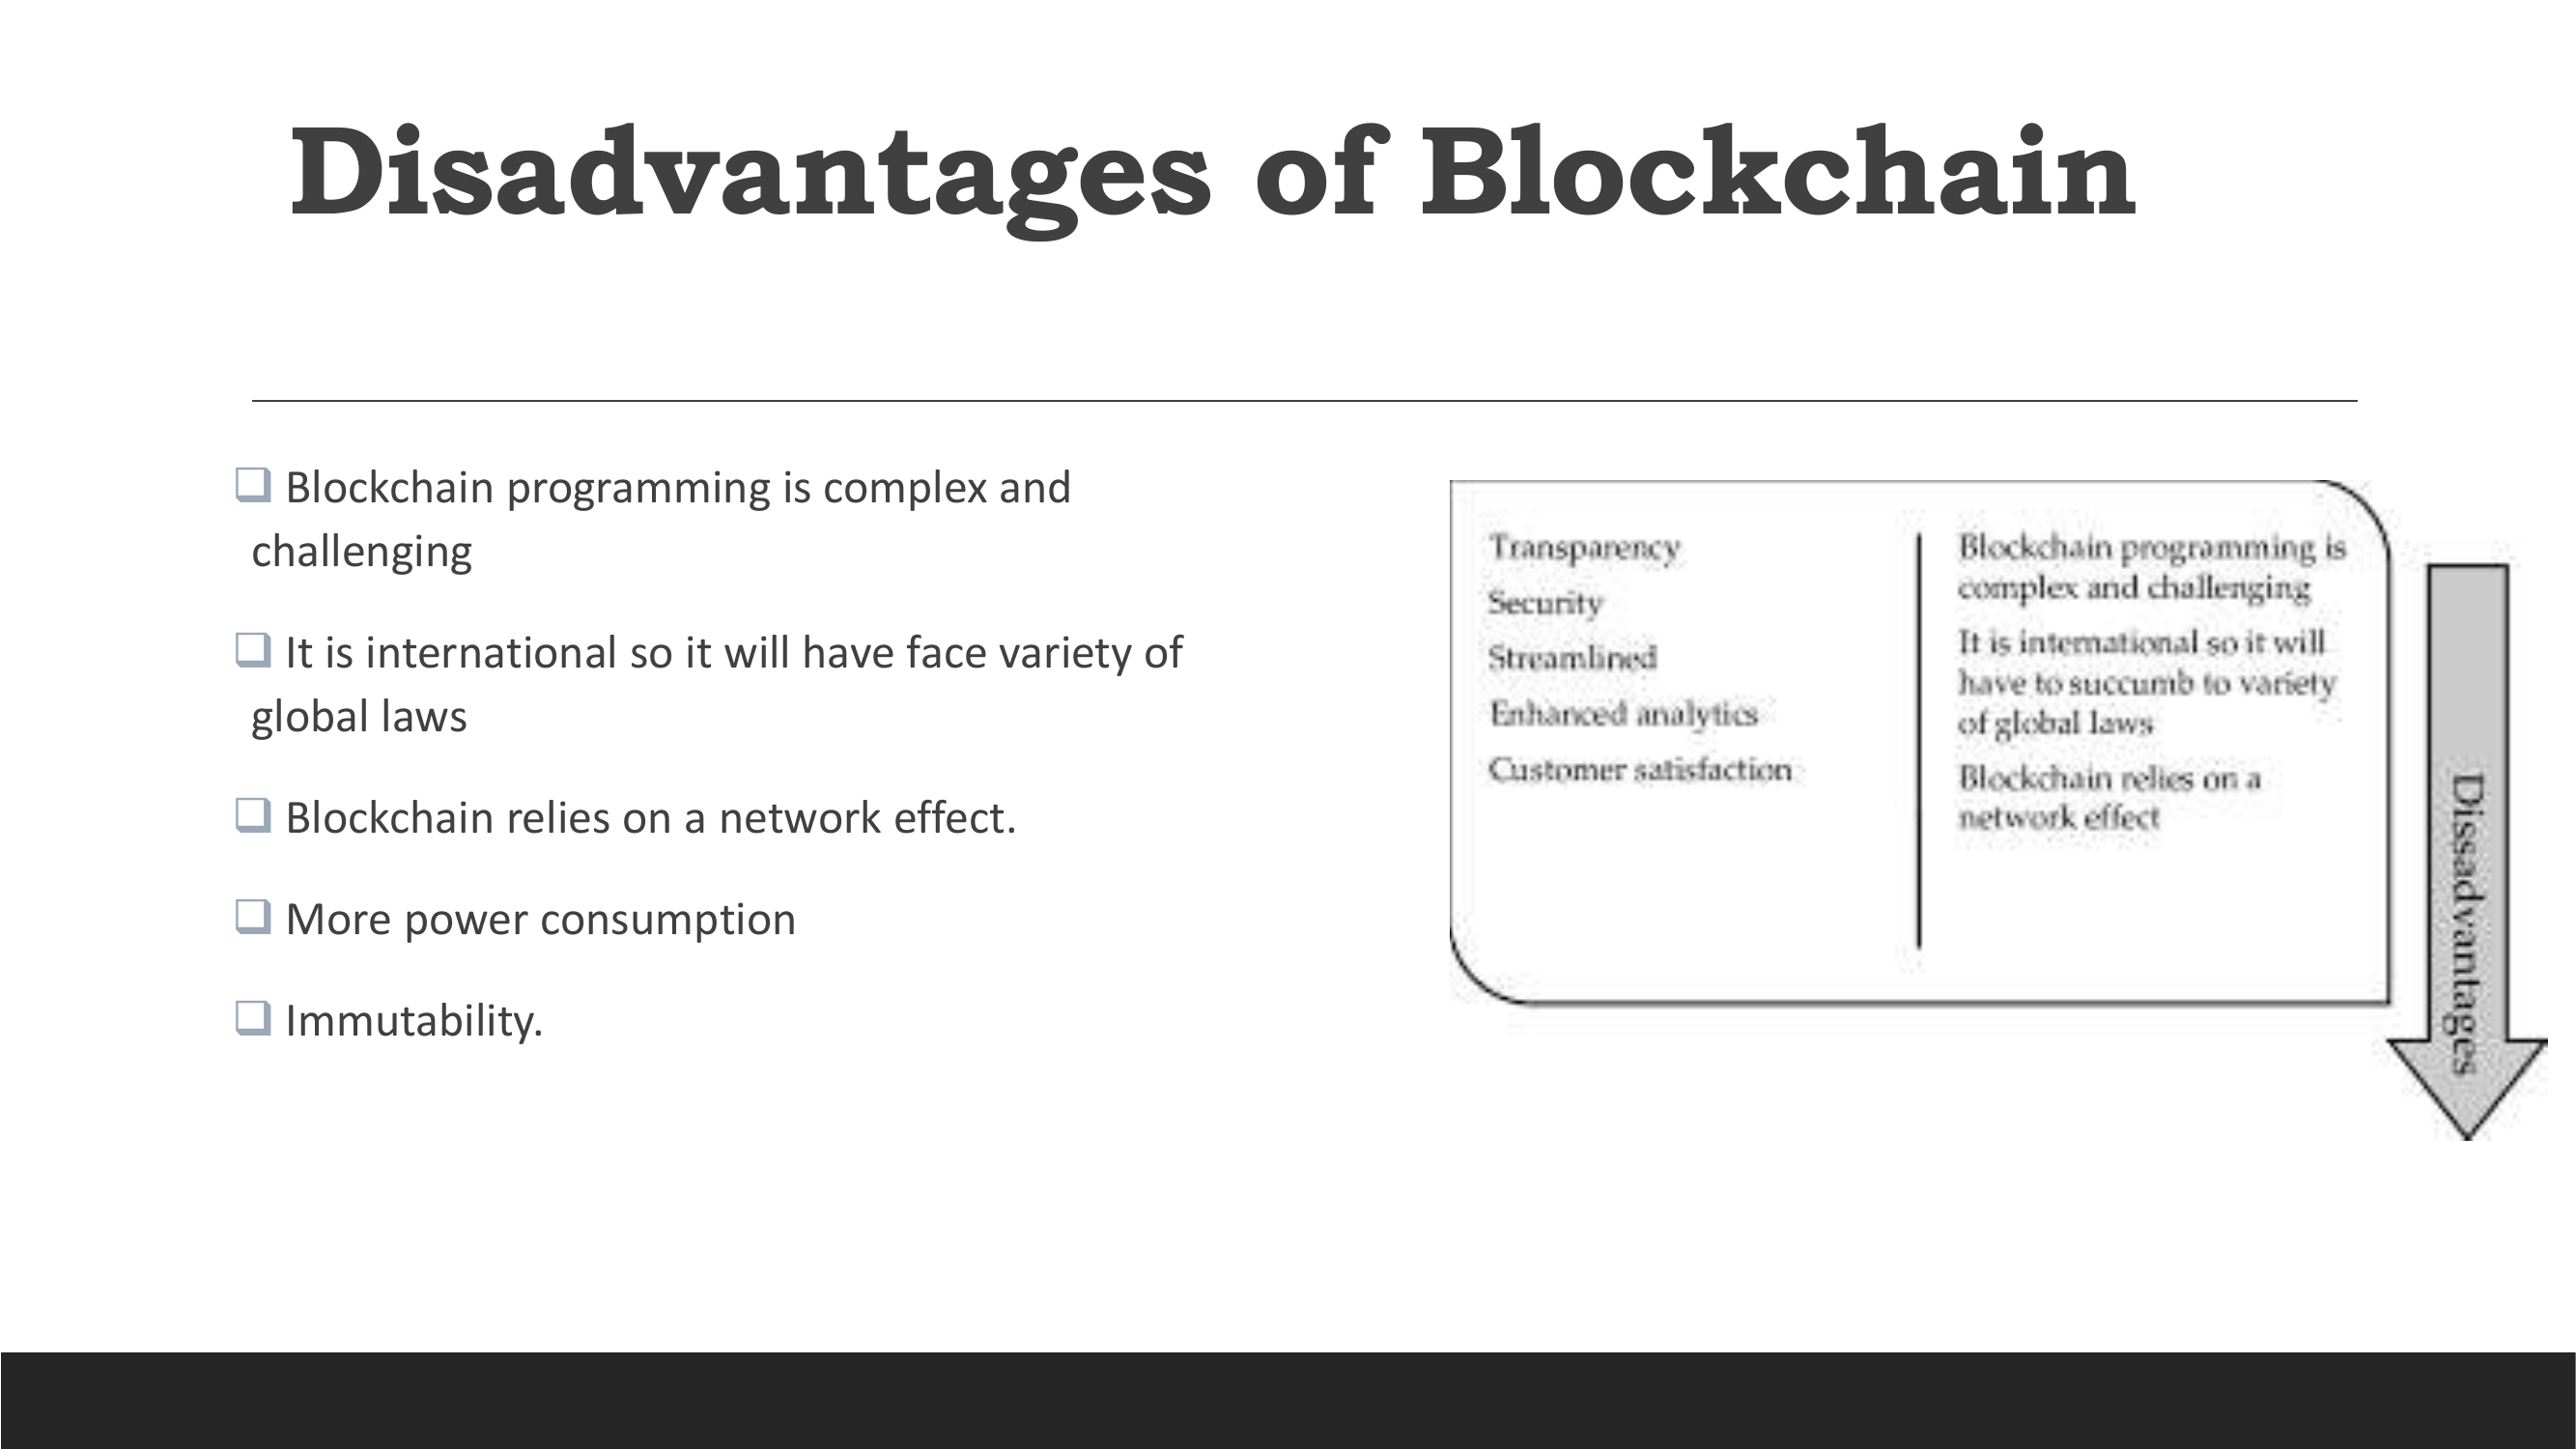 Disadvantages of Blockchain
Blockchain programming is complex and
challenging
It is international so it will have face variety of
global laws
Blockchain relies on a network effect.
More power consumption
Immutability.
Transparency
Security
Streamlined
Enhanced analytics
Customer satisfaction
Blockchain programming is
complex and challenging
It is international so it will
have to succumb to variety
of global laws
Blockchain relies on a
network effect
Dissadvantages